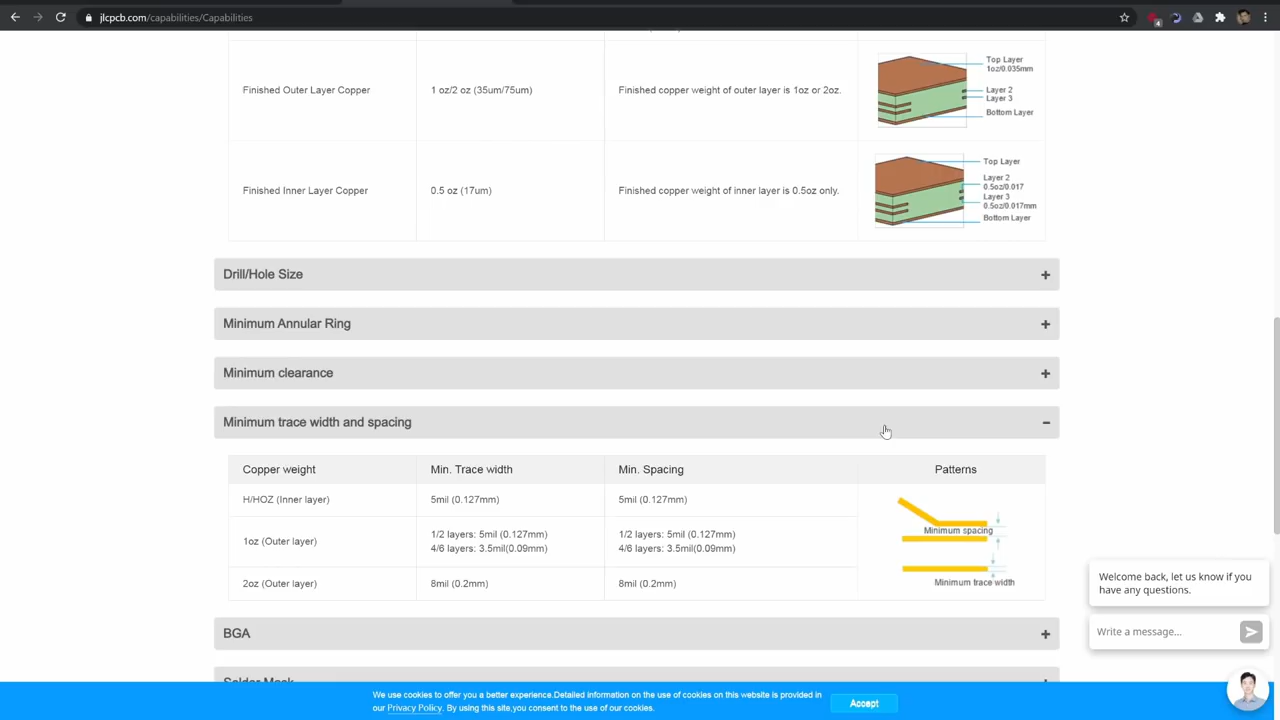 jlcpcb.com/capabilities/Capabilities
4
Finished Outer Layer Copper
1 oz/2 oz (35um/75um)
Finished copper weight of outer layer is 1oz or 2oz.
Top Layer
1oz/0.035mm
Layer 2
Layer 3
Bottom Layer
Finished Inner Layer Copper
0.5 oz (17um)
Finished copper weight of inner layer is 0.5oz only.
Top Layer
Layer 2
0.5oz/0.017
Layer 3
0.5oz/0.017mm
Bottom Layer
Drill/Hole Size
Minimum Annular Ring
Minimum clearance
Minimum trace width and spacing
Copper weight
Min. Trace width
Min. Spacing
Patterns
H/HOZ (Inner layer)
5mil (0.127mm)
5mil (0.127mm)
1oz (Outer layer)
1/2 layers: 5mil (0.127mm)
4/6 layers: 3.5mil(0.09mm)
1/2 layers: 5mil (0.127mm)
4/6 layers: 3.5mil(0.09mm)
2oz (Outer layer)
8mil (0.2mm)
8mil (0.2mm)
Minimum spacing
Minimum trace width
BGA
Solder Mask
Welcome back, let us know if you
have any questions.
Write a message...
We use cookies to offer you a better experience.Detailed information on the use of cookies on this website is provided in
our Privacy Policy. By using this site,you consent to the use of our cookies.
Accept